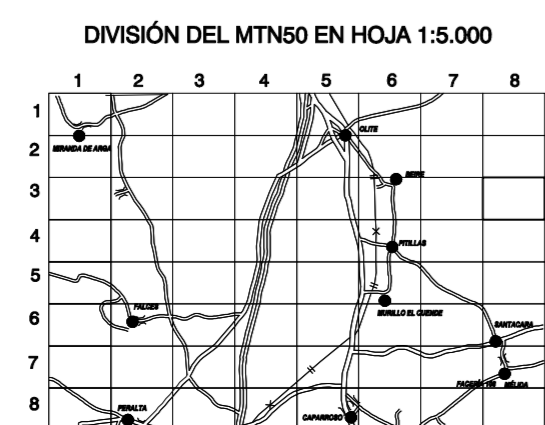 DIVISIÓN DEL MTN50 EN HOJA 1:5.000
1 2 3 4 5 6 7 8
1
OLITE
2
MIRANDA DE ARGA
BEIRE
3
4
PITILLAS
5
FALCES
MURILLO EL CUENDE
6
SANTACARA
7
FACERÍA 106 MÉLIDA
8
PERALTA
CAPARROSO